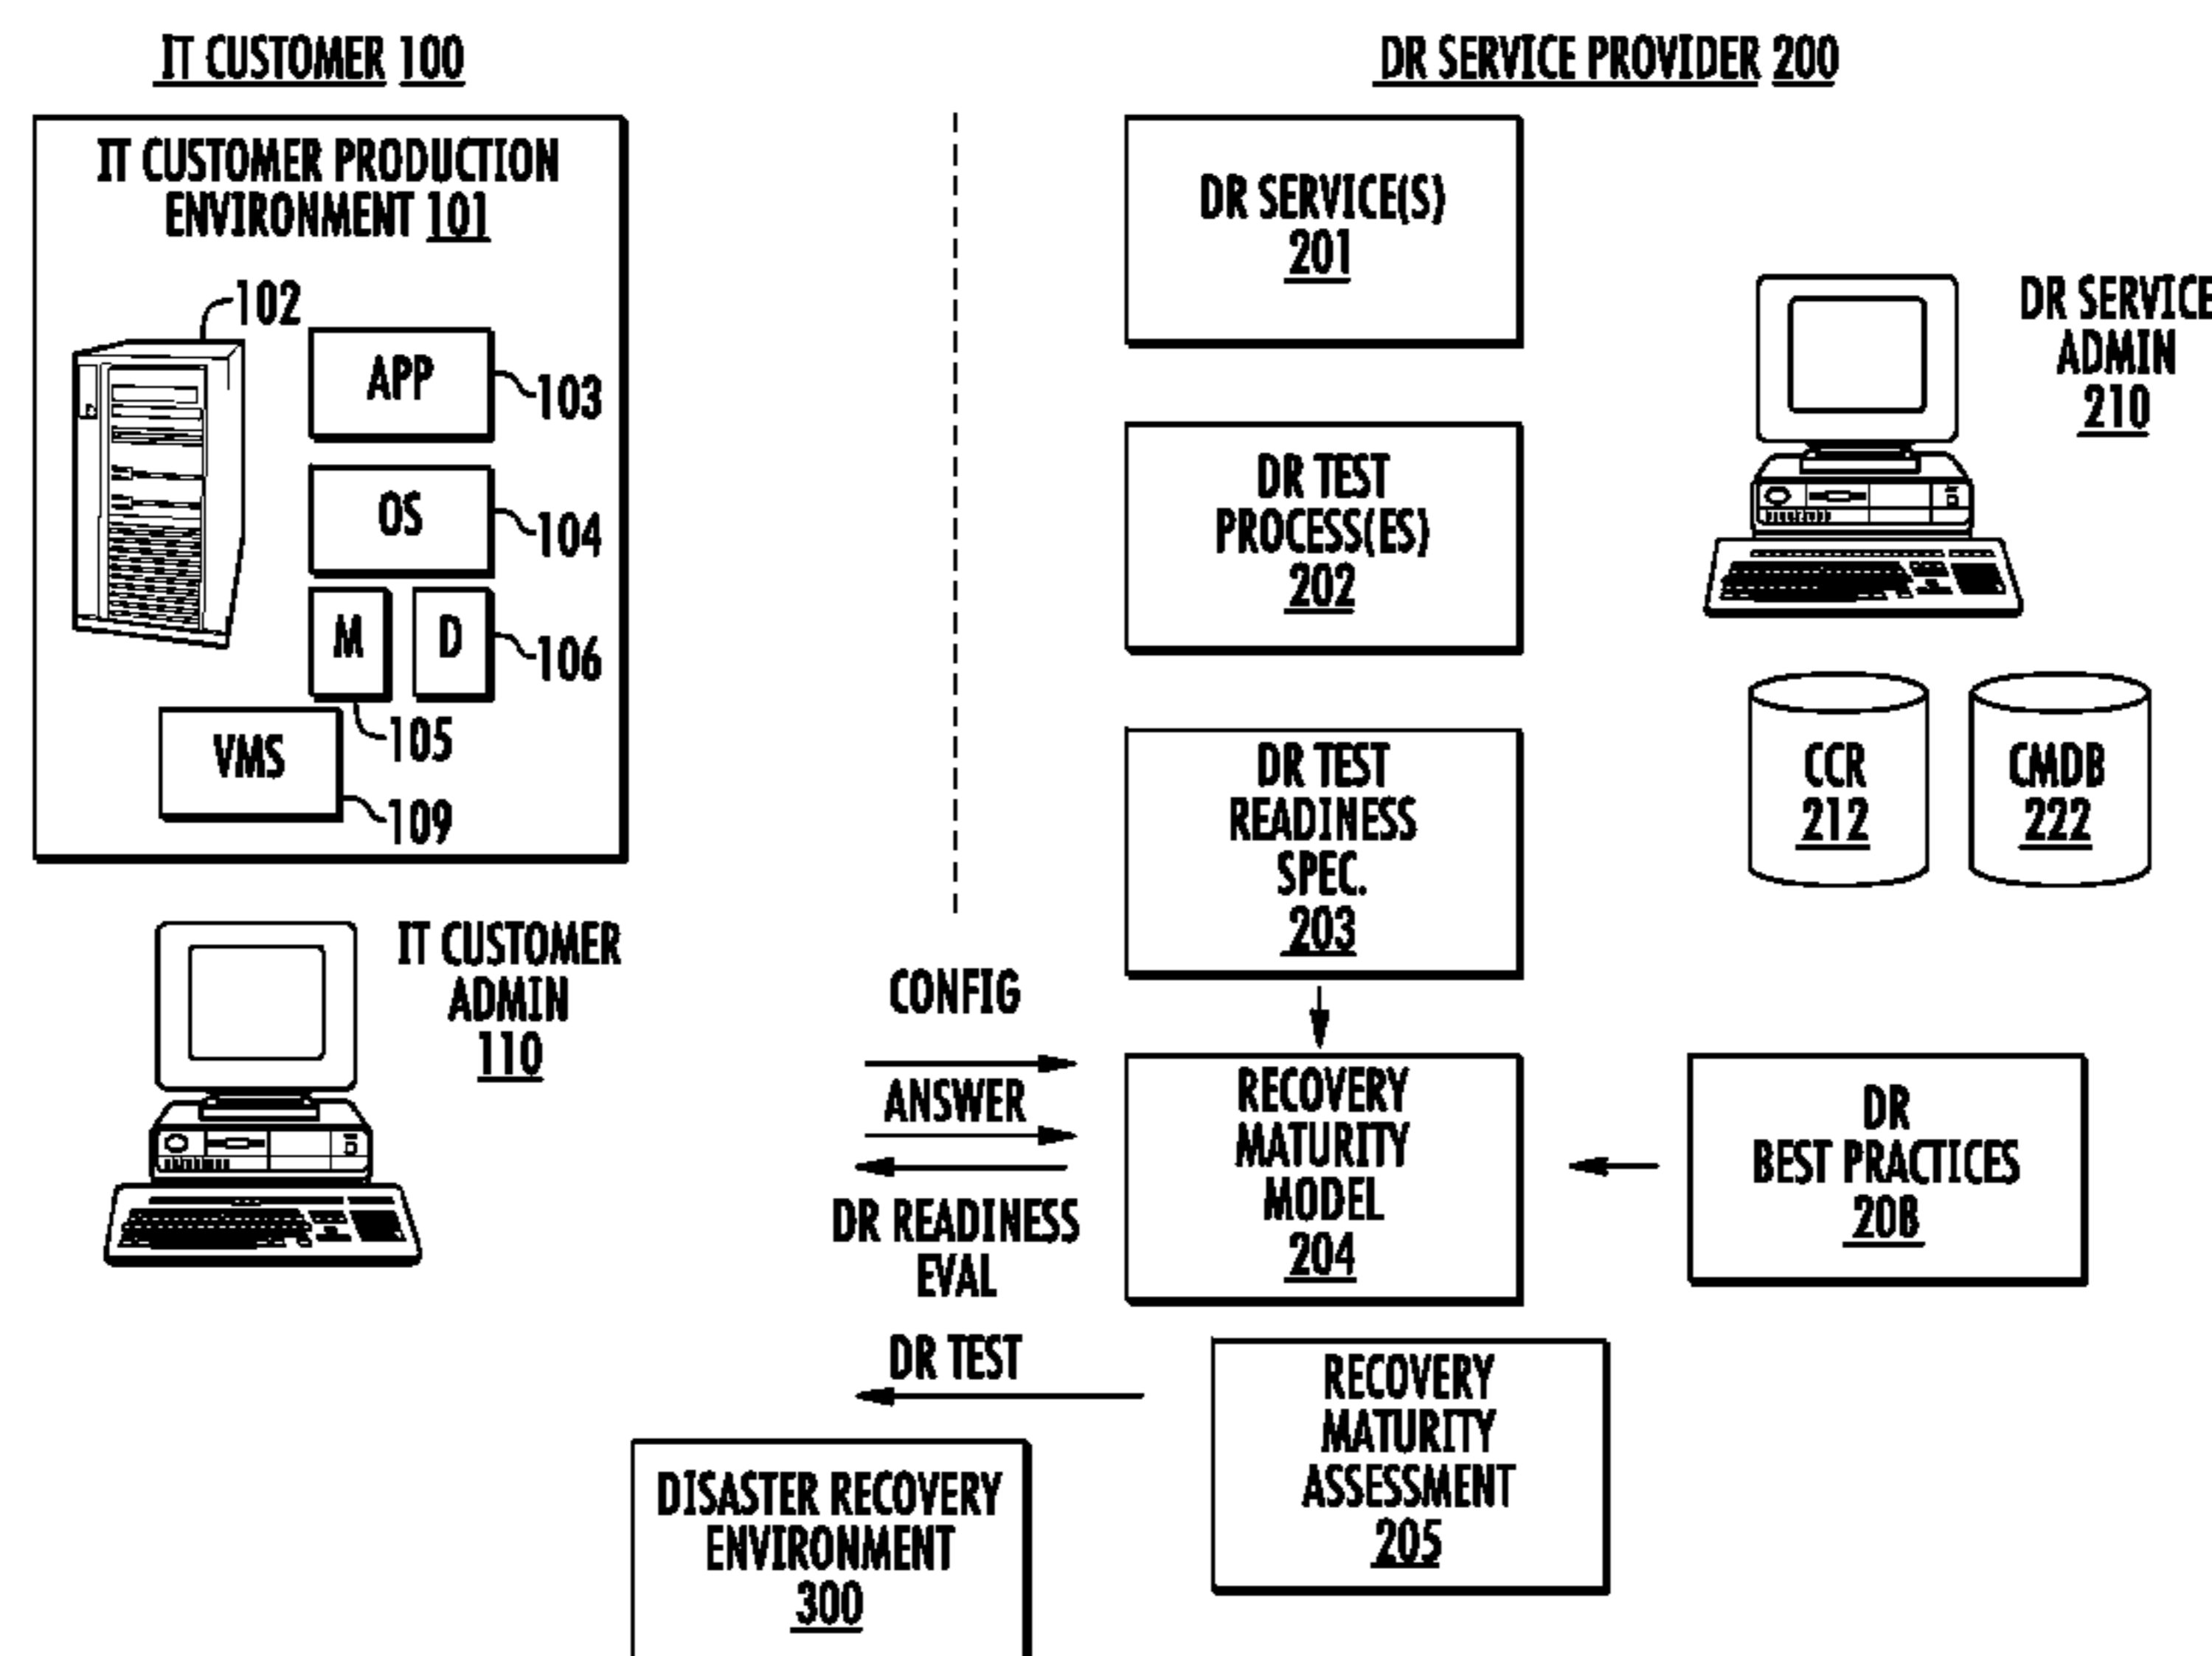 IT CUSTOMER 100
IT CUSTOMER PRODUCTION
ENVIRONMENT 101
102
APP
103
OS
104
M
D
106
105
VMS
109
IT CUSTOMER
ADMIN
110
DR SERVICE PROVIDER 200
DR SERVICE(S)
201
DR TEST
PROCESS(ES)
202
DR TEST
READINESS
SPEC.
203
DR SERVICE
ADMIN
210
CCR
212
CMDB
222
CONFIG
ANSWER
DR READINESS
EVAL
RECOVERY
MATURITY
MODEL
204
DR
BEST PRACTICES
208
DR TEST
RECOVERY
MATURITY
ASSESSMENT
205
DISASTER RECOVERY
ENVIRONMENT
300